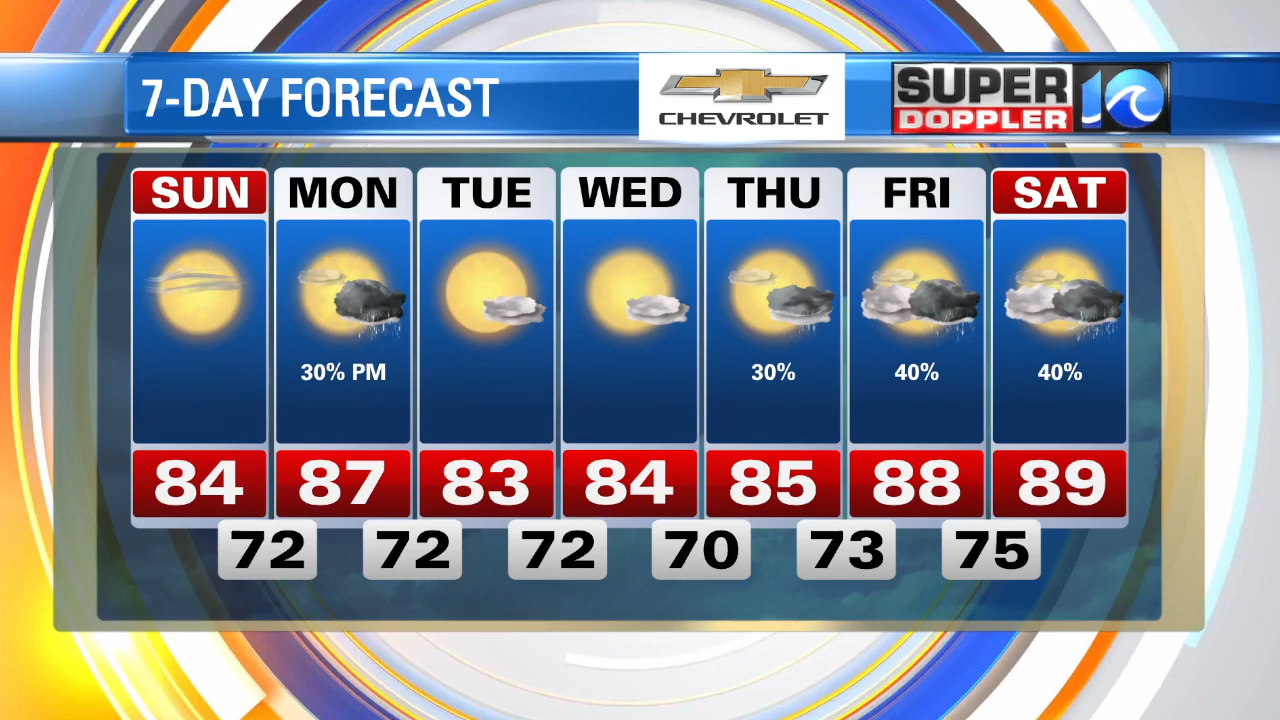 7-DAY FORECAST
CHEVROLET
SUPER
DOPPLER
10
SUN MON TUE WED THU FRI SAT
30% PM 30% 40% 40%
84 87 83 84 85 88 89
72 72 72 70 73 75